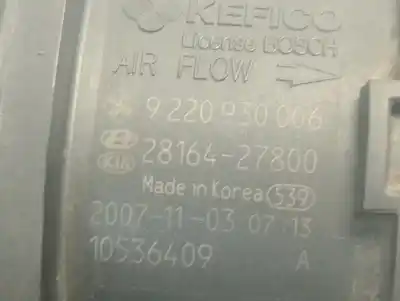 KEFICO
License BOSCH
AIR FLOW
9 220 930 006
KIA 28164-27800
Made in Korea 539
2007-11-03 07:13
10536409 A